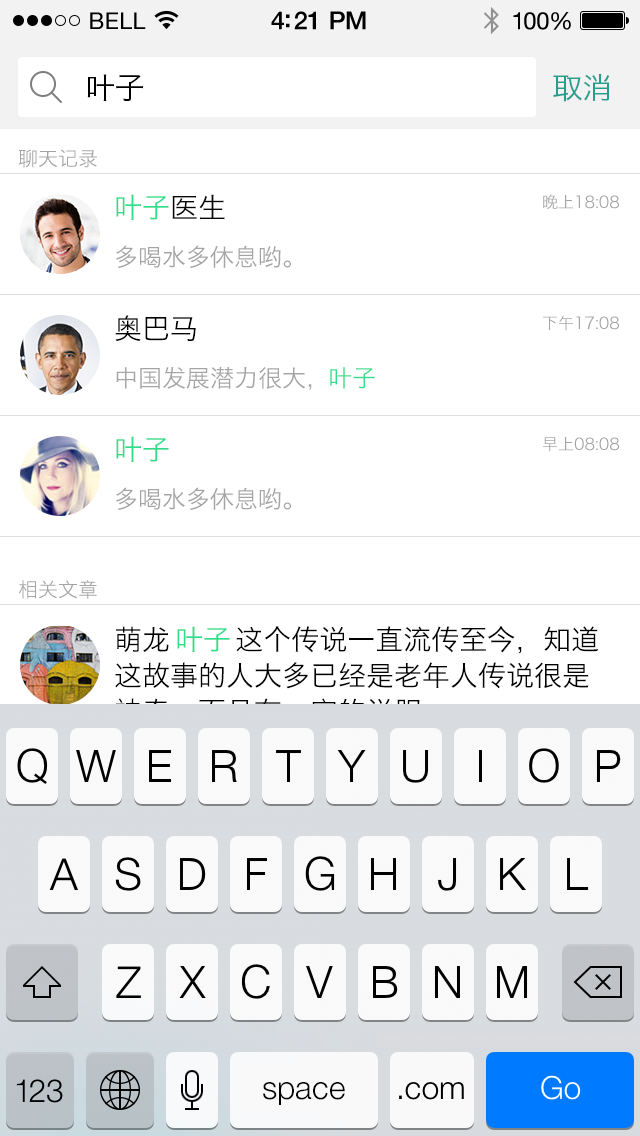 BELL 4:21 PM 100%
叶子 取消
聊天记录
叶子医生 晚上18:08
多喝水多休息哟。
奥巴马 下午17:08
中国发展潜力很大，叶子
叶子 早上08:08
多喝水多休息哟。
相关文章
萌龙 叶子 这个传说一直流传至今，知道
这故事的人大多已经是老年人传说很是
Q W E R T Y U I O P
A S D F G H J K L
Z X C V B N M
123 space .com Go